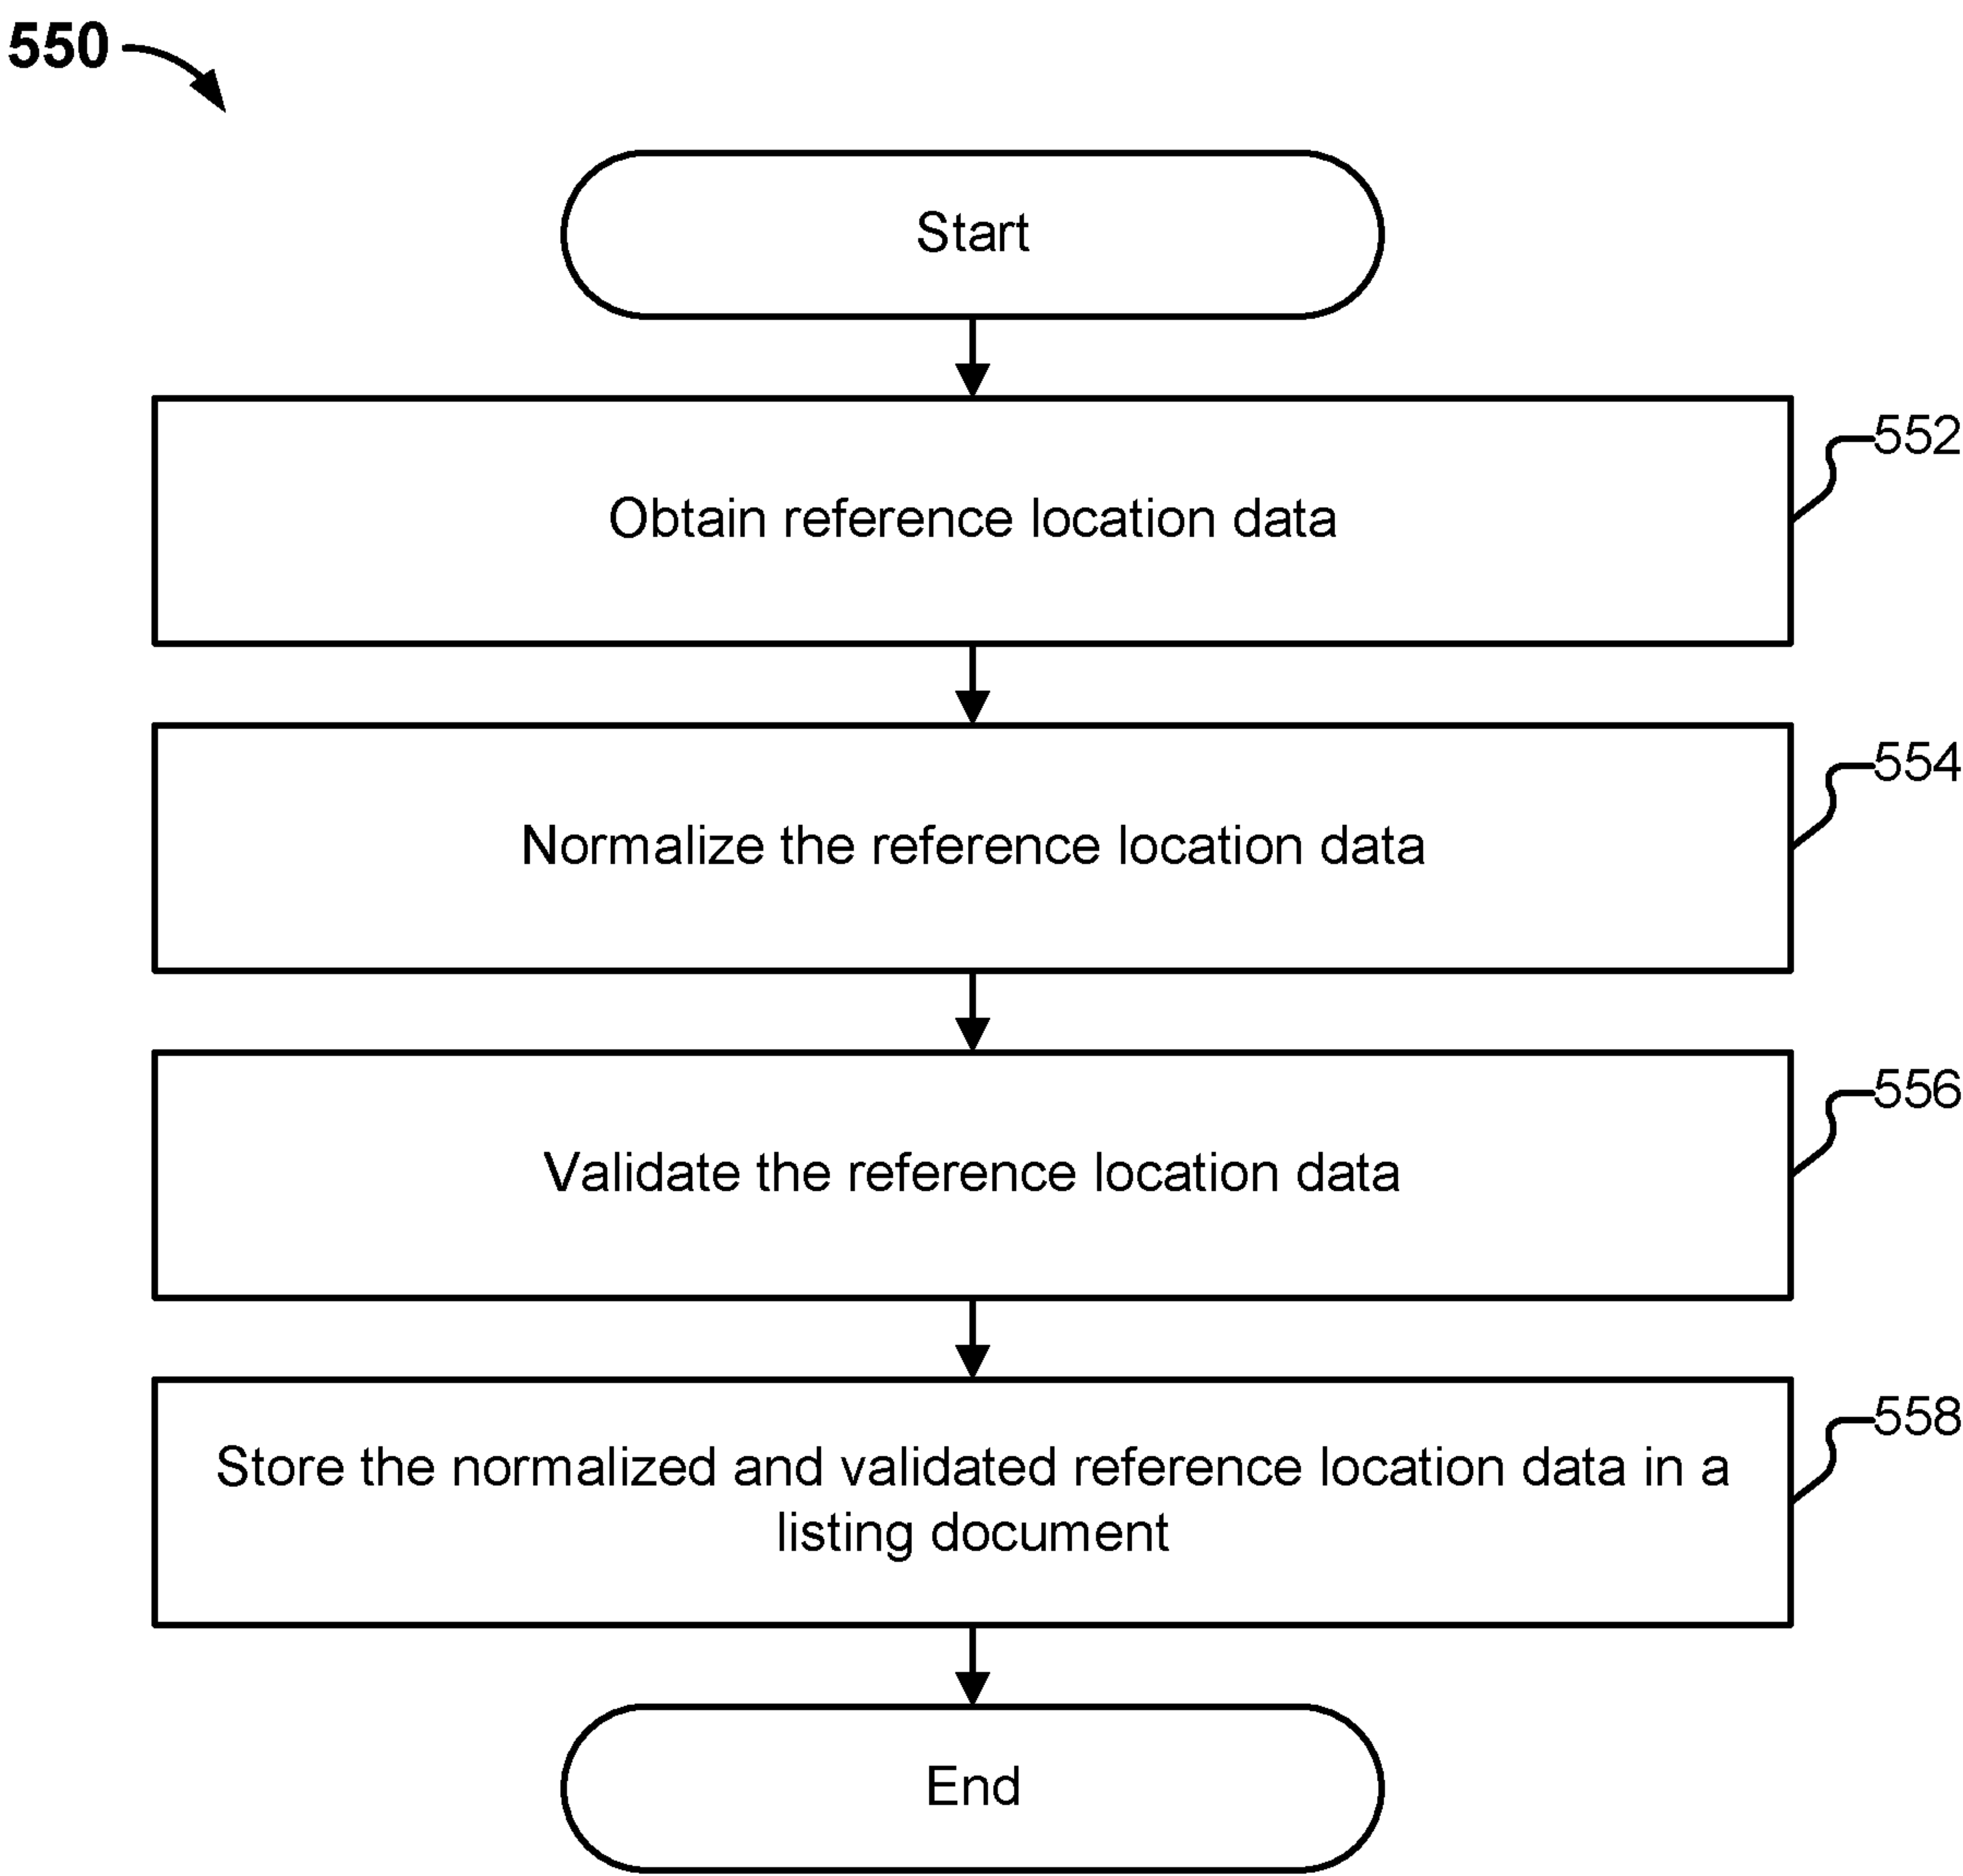 550
Start
552
Obtain reference location data
554
Normalize the reference location data
556
Validate the reference location data
558
Store the normalized and validated reference location data in a
listing document
End